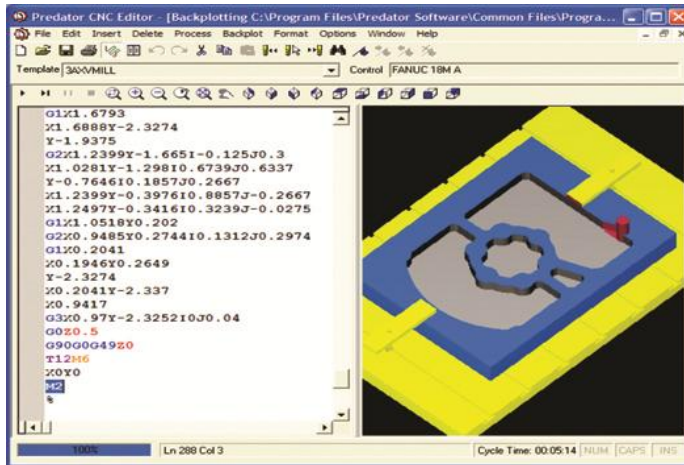 Predator CNC Editor - [Backplotting C:\Program Files\Predator Software\Common Files\Progra...
File Edit Insert Delete Process Backplot Format Options Window Help
Template 3AXVMILL Control FANUC 18M A
G1X1.6793
X1.6888Y-2.3274
Y-1.9375
G2X1.2399Y-1.665I-0.125J0.3
X1.0281Y-1.298I0.6739J0.6337
Y-0.7646I0.1857J0.2667
X1.2399Y-0.3976I0.8857J-0.2667
X1.2497Y-0.3416I0.3239J-0.0275
G1X1.0518Y0.202
G2X0.9485Y0.2744I0.1312J0.2974
G1X0.2041
X0.1946Y0.2649
Y-2.3274
X0.2041Y-2.337
X0.9417
G3X0.97Y-2.3252I0J0.04
G0Z0.5
G90G0G49Z0
T12M6
X0Y0
M2
%
100% Ln 288 Col 3 Cycle Time: 00:05:14 NUM CAPS INS